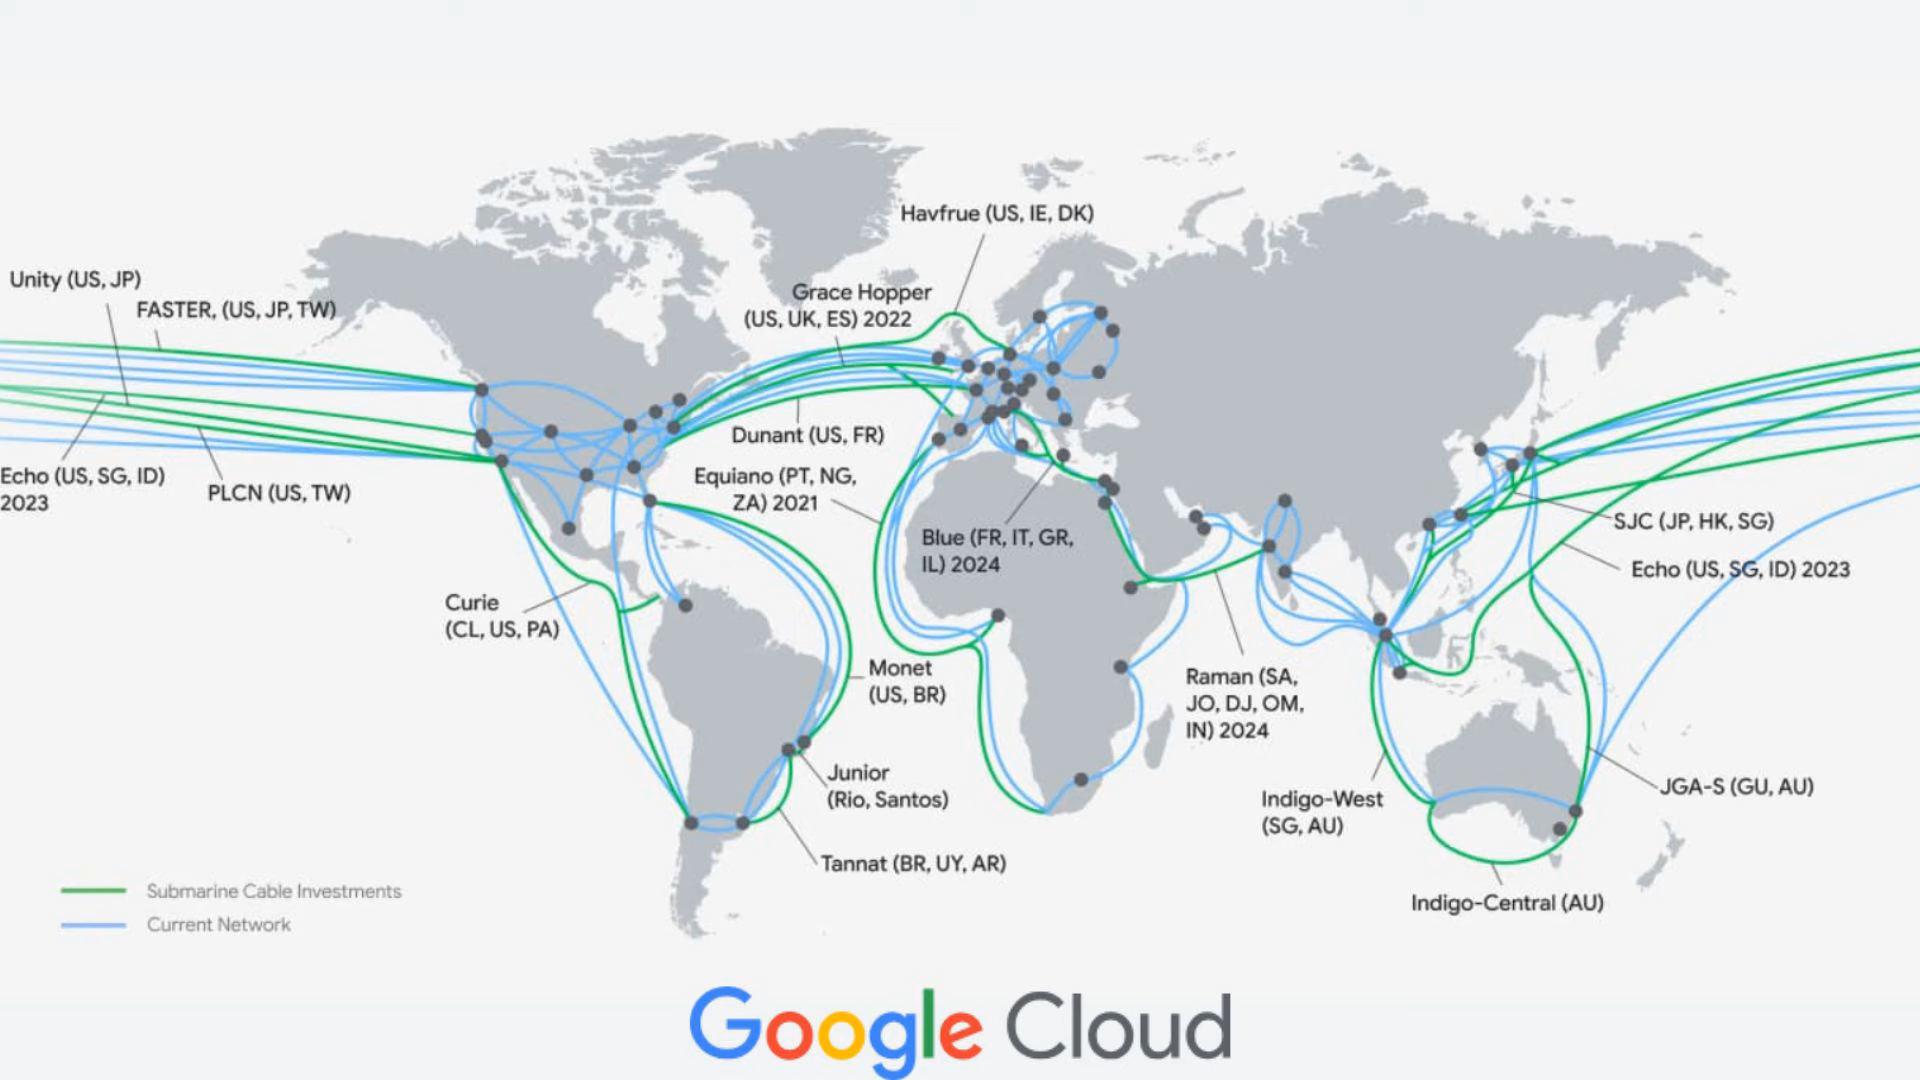 Havfrue (US, IE, DK)
Unity (US, JP)
FASTER, (US, JP, TW)
Grace Hopper
(US, UK, ES) 2022
Echo (US, SG, ID)
2023
PLCN (US, TW)
Dunant (US, FR)
Equiano (PT, NG,
ZA) 2021
Blue (FR, IT, GR,
IL) 2024
SJC (JP, HK, SG)
Echo (US, SG, ID) 2023
Curie
(CL, US, PA)
Monet
(US, BR)
Raman (SA,
JO, DJ, OM,
IN) 2024
Junior
(Rio, Santos)
Indigo-West
(SG, AU)
JGA-S (GU, AU)
Tannat (BR, UY, AR)
Indigo-Central (AU)
Submarine Cable Investments
Current Network
Google Cloud